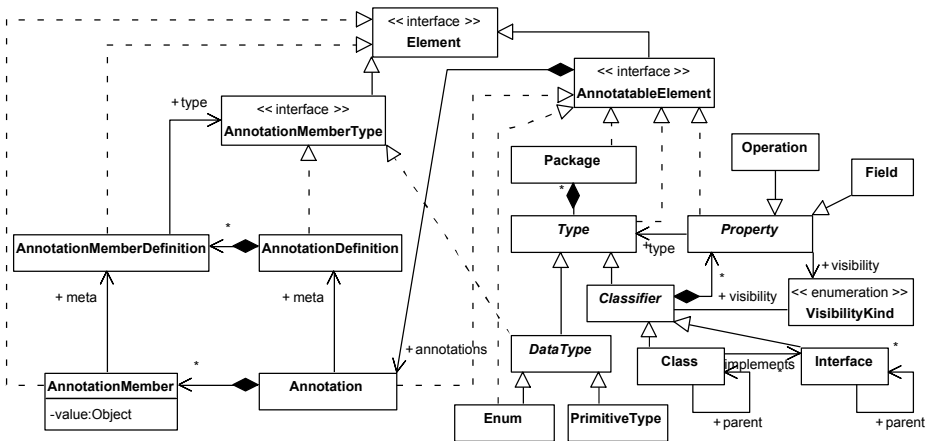 << interface >>
Element
<< interface >>
AnnotatableElement
<< interface >>
AnnotationMemberType
+ type
Package
Operation
Field
*
AnnotationMemberDefinition
*
AnnotationDefinition
Type
+
type
Property
+ visibility
+ meta
+ meta
Classifier
*
+ visibility
<< enumeration >>
VisibilityKind
+ annotations
DataType
Class
implements
*
Interface
*
AnnotationMember
-value:Object
*
Annotation
Enum
PrimitiveType
+ parent
+ parent